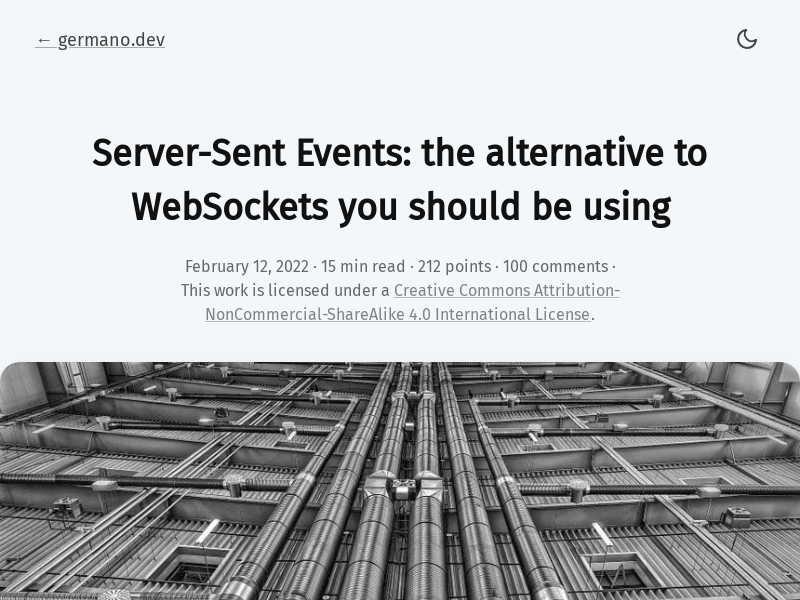 ← germano.dev
Server-Sent Events: the alternative to
WebSockets you should be using
February 12, 2022 · 15 min read · 212 points · 100 comments ·
This work is licensed under a Creative Commons Attribution-
NonCommercial-ShareAlike 4.0 International License.